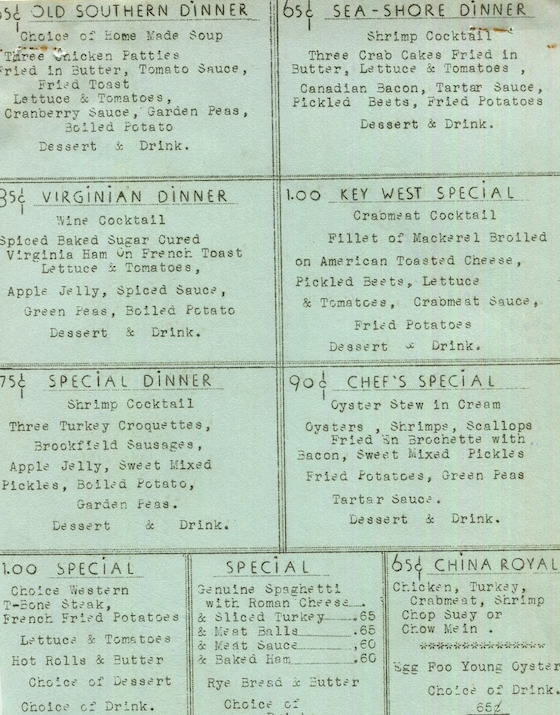 65¢ OLD SOUTHERN DINNER
Choice of Home Made Soup
Three Chicken Patties
Fried in Butter, Tomato Sauce,
Fried Toast
Lettuce & Tomatoes,
Cranberry Sauce, Garden Peas,
Boiled Potato
Dessert & Drink.
65¢ SEA-SHORE DINNER
Shrimp Cocktail
Three Crab Cakes Fried in
Butter, Lettuce & Tomatoes ,
Canadian Bacon, Tartar Sauce,
Pickled Beets, Fried Potatoes
Dessert & Drink.
85¢ VIRGINIAN DINNER
Wine Cocktail
Spiced Baked Sugar Cured
Virginia Ham on French Toast
Lettuce & Tomatoes,
Apple Jelly, Spiced Sauce,
Green Peas, Boiled Potato
Dessert & Drink.
1.00 KEY WEST SPECIAL
Crabmeat Cocktail
Fillet of Mackerel Broiled
on American Toasted Cheese,
Pickled Beets, Lettuce
& Tomatoes, Crabmeat Sauce,
Fried Potatoes
Dessert & Drink.
75¢ SPECIAL DINNER
Shrimp Cocktail
Three Turkey Croquettes,
Brookfield Sausages,
Apple Jelly, Sweet Mixed
Pickles, Boiled Potato,
Garden Peas.
Dessert & Drink.
90¢ CHEF'S SPECIAL
Oyster Stew in Cream
Oysters , Shrimps, Scallops
Fried En Brochette with
Bacon, Sweet Mixed Pickles
Fried Potatoes, Green Peas
Tartar Sauce.
Dessert & Drink.
1.00 SPECIAL
Choice Western
T-Bone Steak,
French Fried Potatoes
Lettuce & Tomatoes
Hot Rolls & Butter
Choice of Dessert
Choice of Drink.
SPECIAL
Genuine Spaghetti
with Roman Cheese
& Sliced Turkey .65
& Meat Balls .65
& Meat Sauce ,60
& Baked Ham .60
Rye Bread & Butter
Choice of
65¢ CHINA ROYAL
Chicken, Turkey,
Crabmeat, Shrimp
Chop Suey or
Chow Mein .
*****************
Egg Foo Young Oyster
Choice of Drink.
65¢